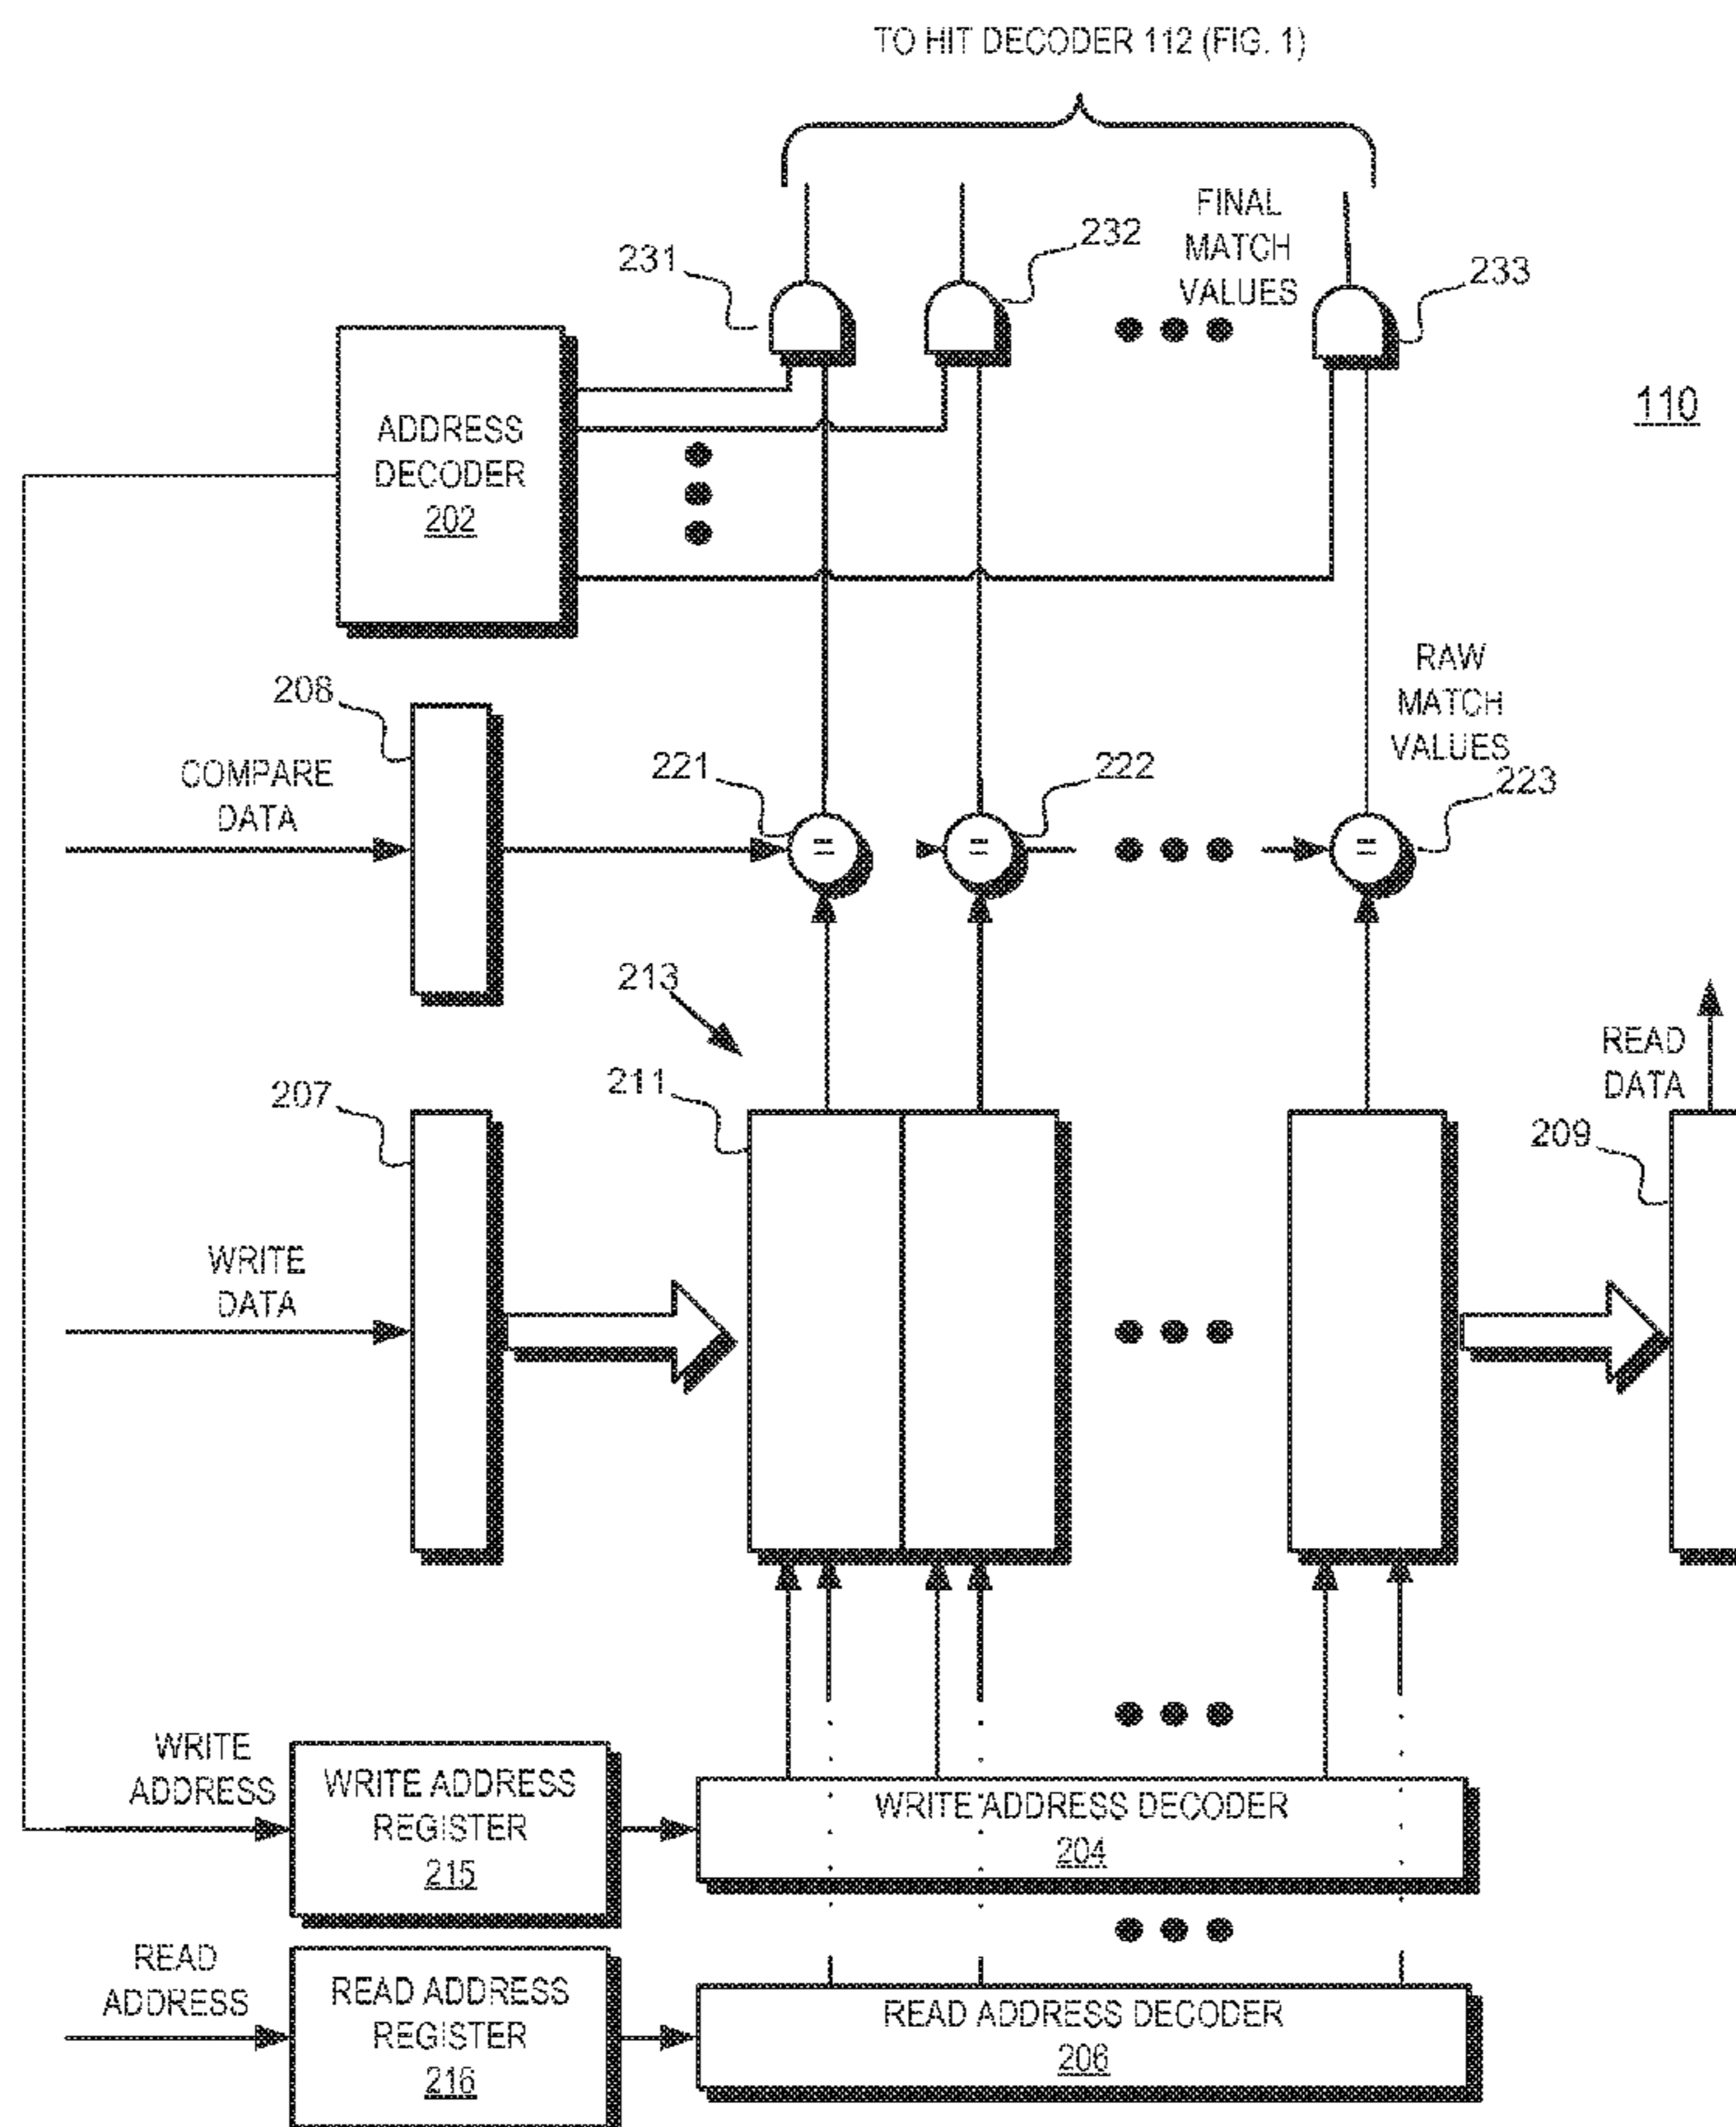 TO HIT DECODER 112 (FIG. 1)
FINAL
MATCH
VALUES
231
232
233
110
ADDRESS
DECODER
202
RAW
MATCH
VALUES
208
COMPARE
DATA
221
222
223
213
READ
DATA
207
211
209
WRITE
DATA
=
=
=
WRITE
ADDRESS
WRITE ADDRESS
REGISTER
215
WRITE ADDRESS DECODER
204
READ
ADDRESS
READ ADDRESS
REGISTER
216
READ ADDRESS DECODER
206